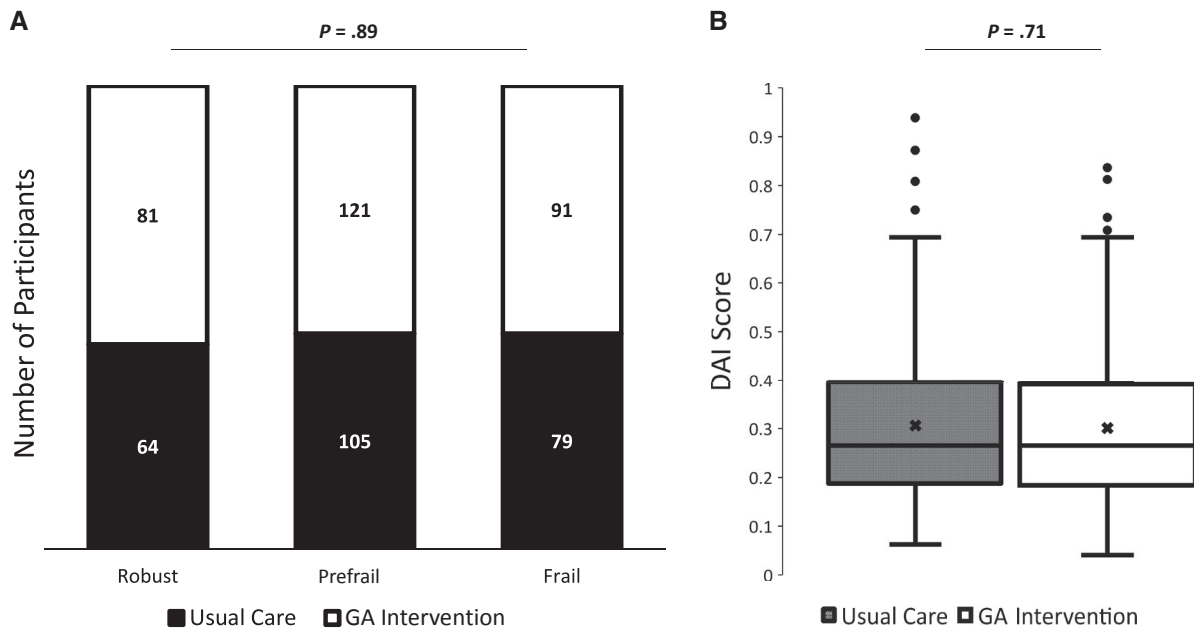 A
P = .89
Number of Participants
81
121
91
64
105
79
Robust
Prefrail
Frail
Usual Care
GA Intervention
B
P = .71
DAI Score
1
0.9
0.8
0.7
0.6
0.5
0.4
0.3
0.2
0.1
0
Usual Care
GA Intervention